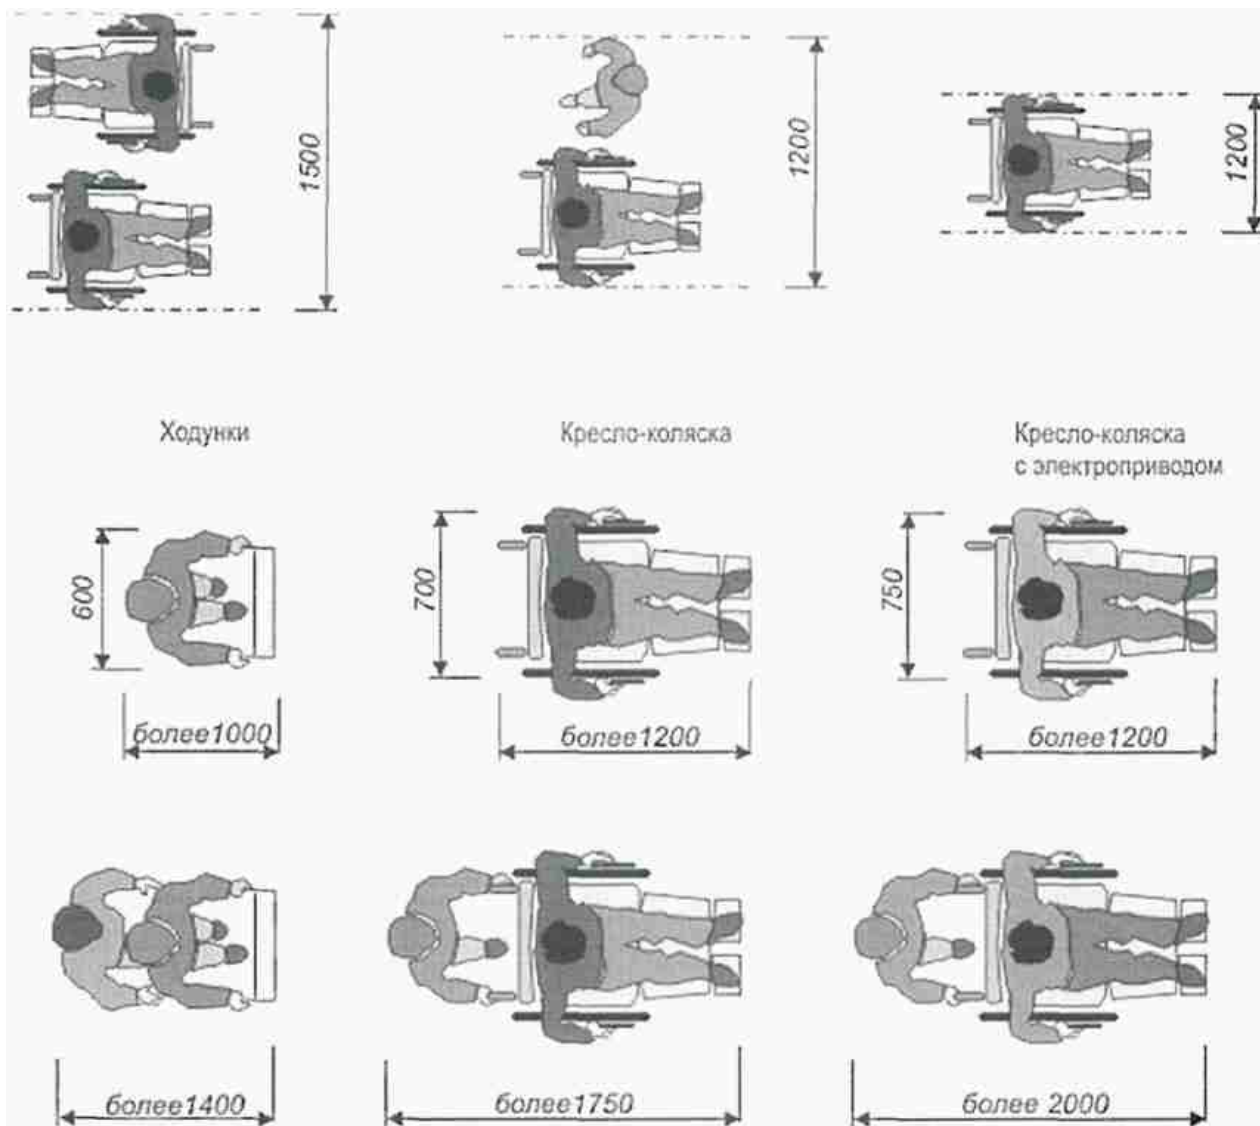 1500
1200
1200
Ходунки
Кресло-коляска
Кресло-коляска
с электроприводом
600
700
750
более1000
более1200
более1200
более1400
более1750
более 2000